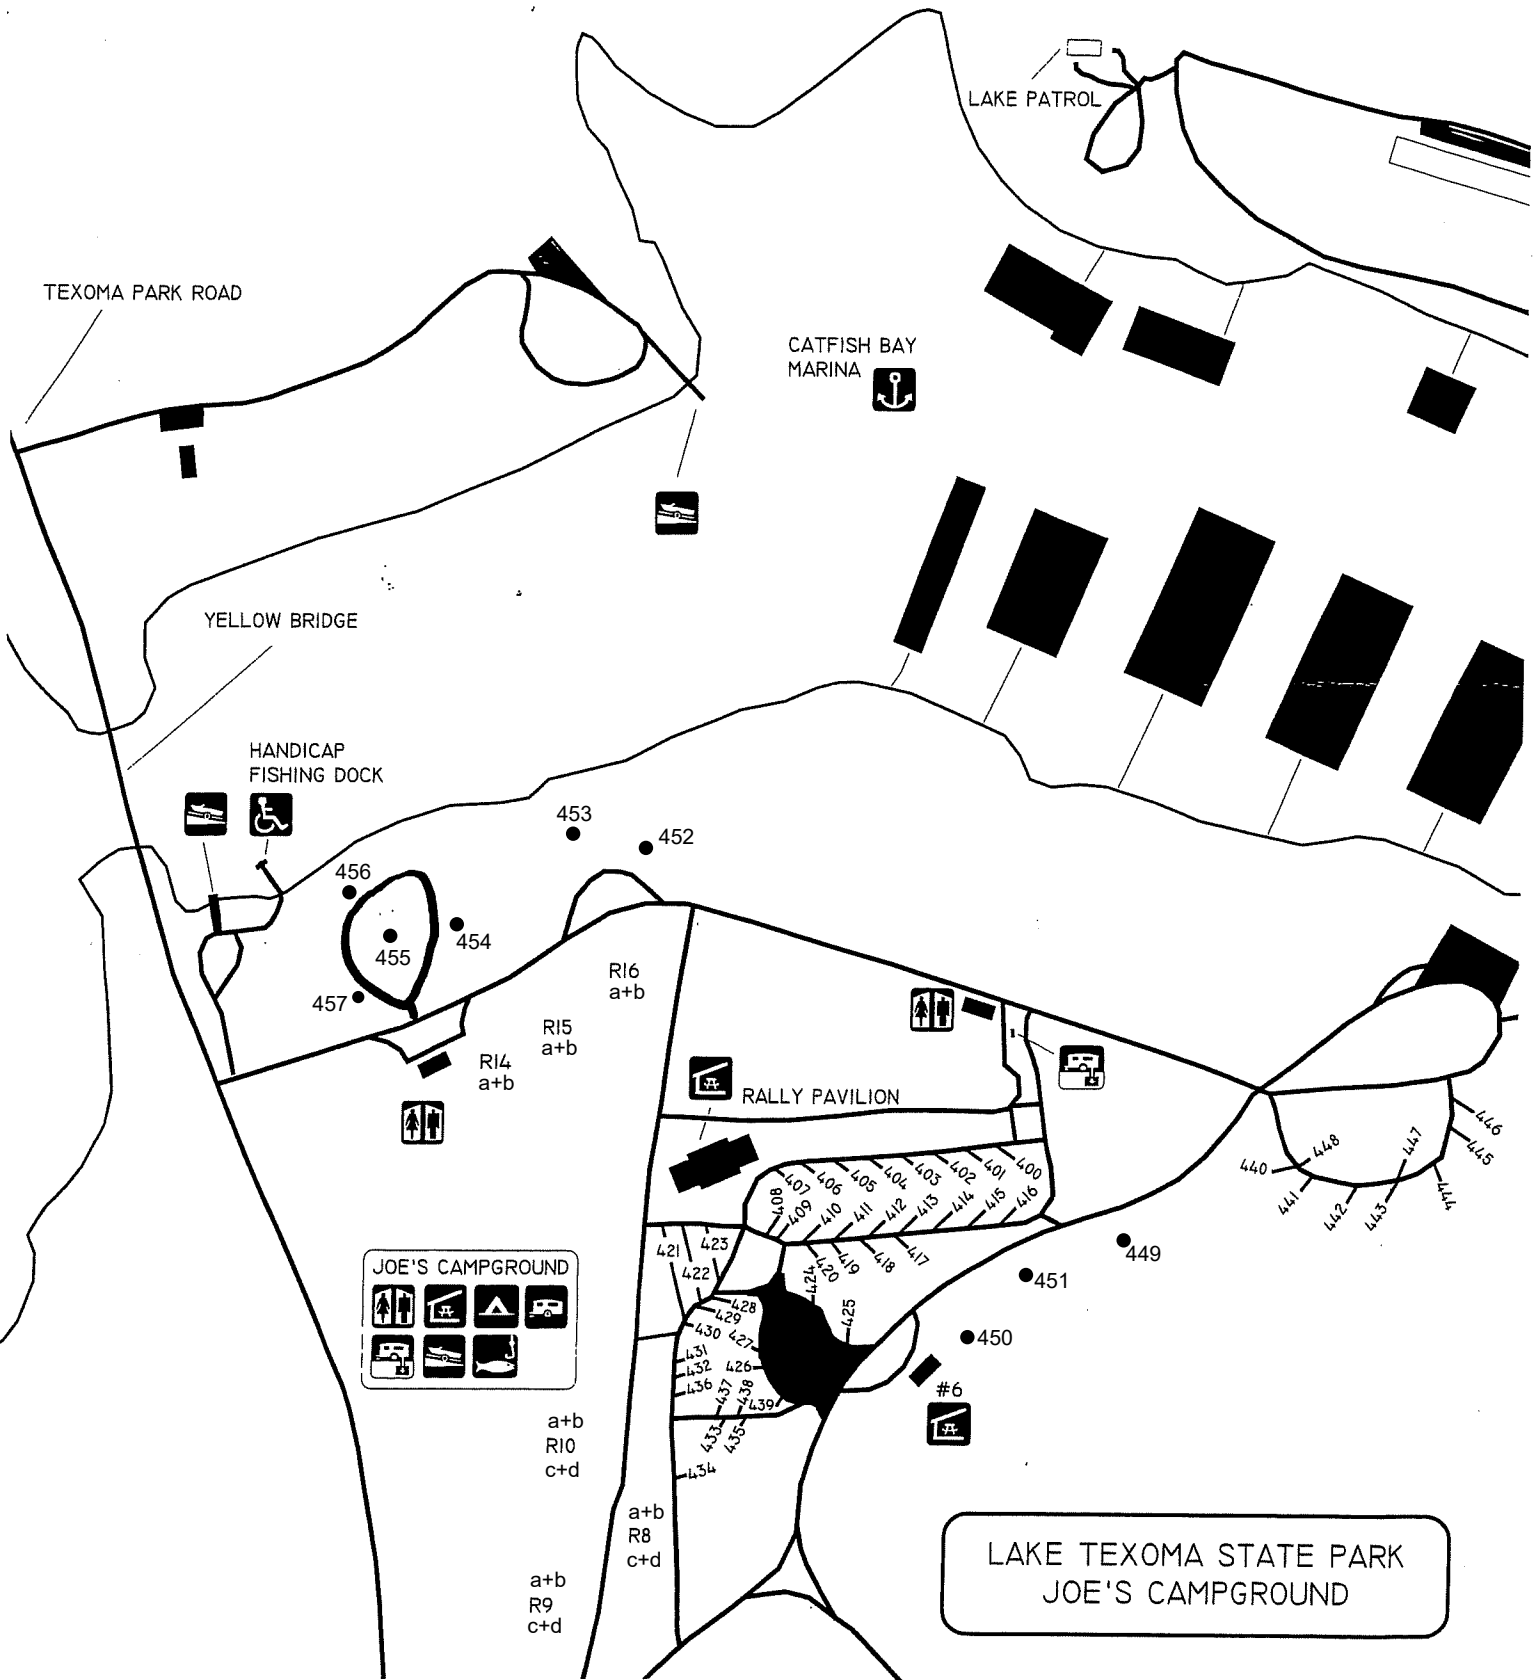 LAKE PATROL
TEXOMA PARK ROAD
CATFISH BAY
MARINA
YELLOW BRIDGE
HANDICAP
FISHING DOCK
453
452
456
454
455
457
R16
a+b
R15
a+b
R14
a+b
RALLY PAVILION
446
447
448
445
440
444
441
442
443
400
401
402
403
404
405
406
407
408
409
410
411
412
413
414
415
416
417
418
419
420
421
422
423
424
425
449
451
450
JOE'S CAMPGROUND
428
429
430
427
431
432
426
436
437
438
439
433
435
434
#6
a+b
R10
c+d
a+b
R8
c+d
a+b
R9
c+d
LAKE TEXOMA STATE PARK
JOE'S CAMPGROUND